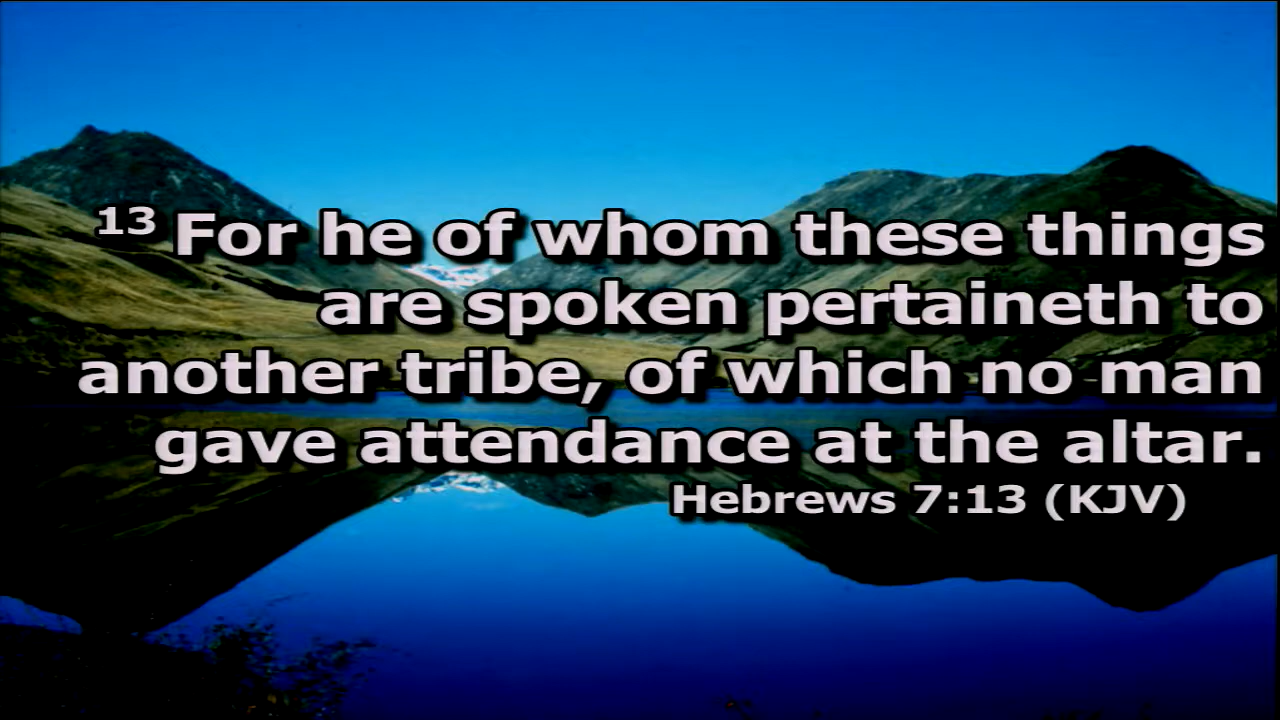 13 For he of whom these things
are spoken pertaineth to
another tribe, of which no man
gave attendance at the altar.
Hebrews 7:13 (KJV)